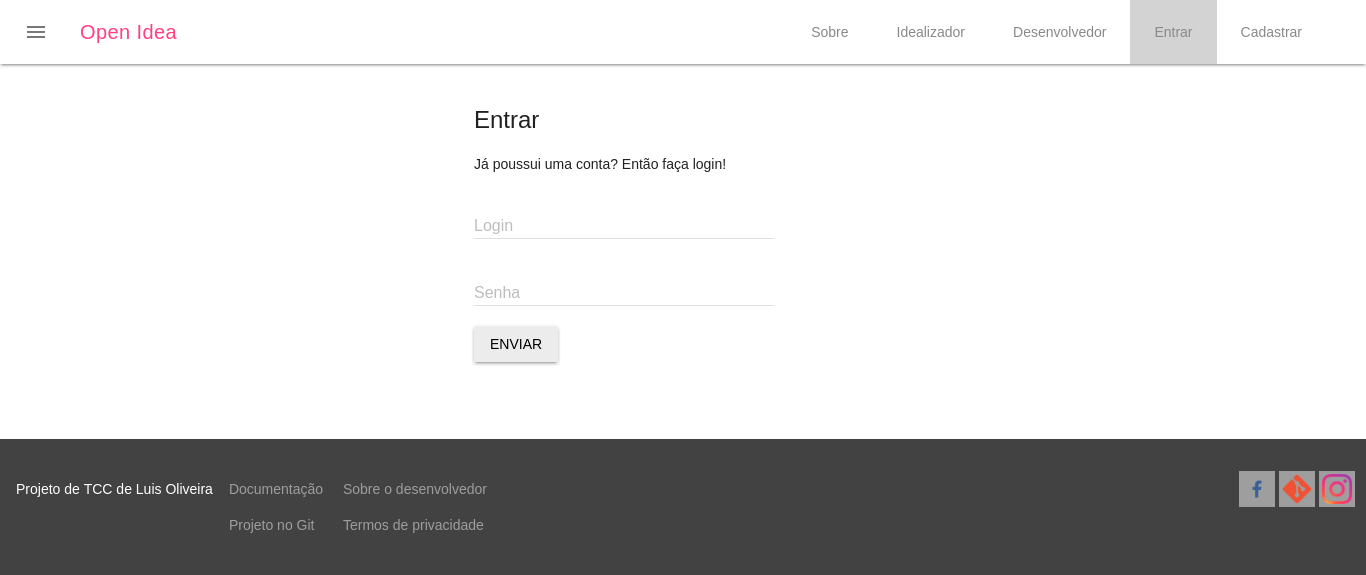 Open Idea Sobre Idealizador Desenvolvedor Entrar Cadastrar
Entrar
Já poussui uma conta? Então faça login!
Login
Senha
ENVIAR
Projeto de TCC de Luis Oliveira Documentação Sobre o desenvolvedor
Projeto no Git Termos de privacidade